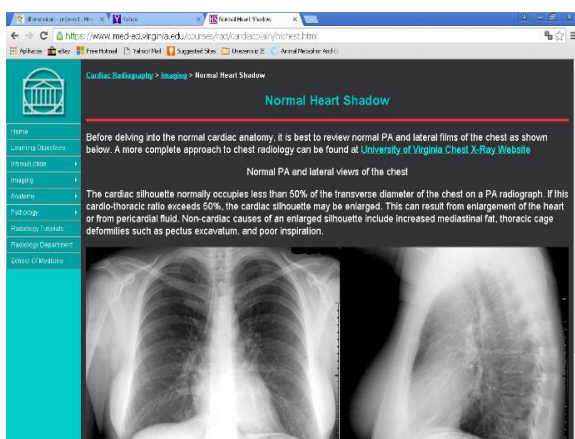 Yahoo
Normal Heart Shadow
https://www.med-ed.virginia.edu/courses/rad/cardiacplain/nlchest.html
Aplikacije
eBay
Free Hotmail
Yahoo! Mail
Suggested Sites
Cardiac Radiography > Imaging > Normal Heart Shadow
Normal Heart Shadow
Home
Learning Objectives
Introduction
Imaging
Anatomy
Pathology
Radiology Tutorials
Radiology Department
School Of Medicine
Before delving into the normal cardiac anatomy, it is best to review normal PA and lateral films of the chest as shown
below. A more complete approach to chest radiology can be found at University of Virginia Chest X-Ray Website
Normal PA and lateral views of the chest
The cardiac silhouette normally occupies less than 50% of the transverse diameter of the chest on a PA radiograph. If this
cardio-thoracic ratio exceeds 50%, the cardiac silhouette may be enlarged. This can result from enlargement of the heart
or from pericardial fluid. Non-cardiac causes of an enlarged silhouette include increased mediastinal fat, thoracic cage
deformities such as pectus excavatum, and poor inspiration.